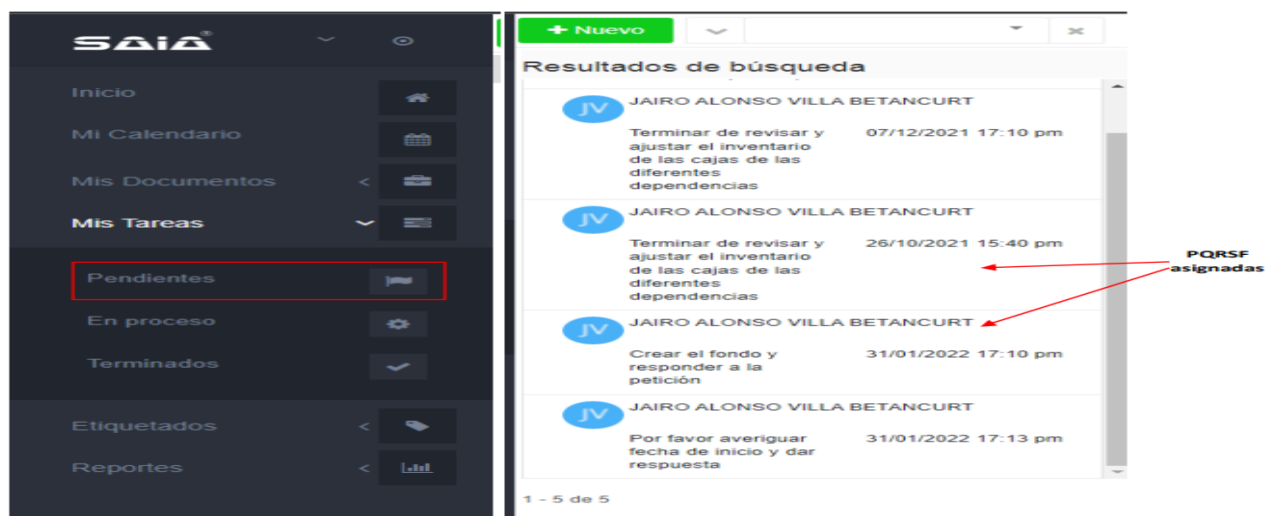 SAiA®
Inicio
Mi Calendario
Mis Documentos
Mis Tareas
Pendientes
En proceso
Terminados
Etiquetados
Reportes
+ Nuevo
Resultados de búsqueda
JV JAIRO ALONSO VILLA BETANCURT
Terminar de revisar y 07/12/2021 17:10 pm
ajustar el inventario
de las cajas de las
diferentes
dependencias
JV JAIRO ALONSO VILLA BETANCURT
Terminar de revisar y 26/10/2021 15:40 pm
ajustar el inventario
de las cajas de las
diferentes
dependencias
JV JAIRO ALONSO VILLA BETANCURT
Crear el fondo y 31/01/2022 17:10 pm
responder a la
petición
JV JAIRO ALONSO VILLA BETANCURT
Por favor averiguar 31/01/2022 17:13 pm
fecha de inicio y dar
respuesta
1 - 5 de 5
PQRSF
asignadas